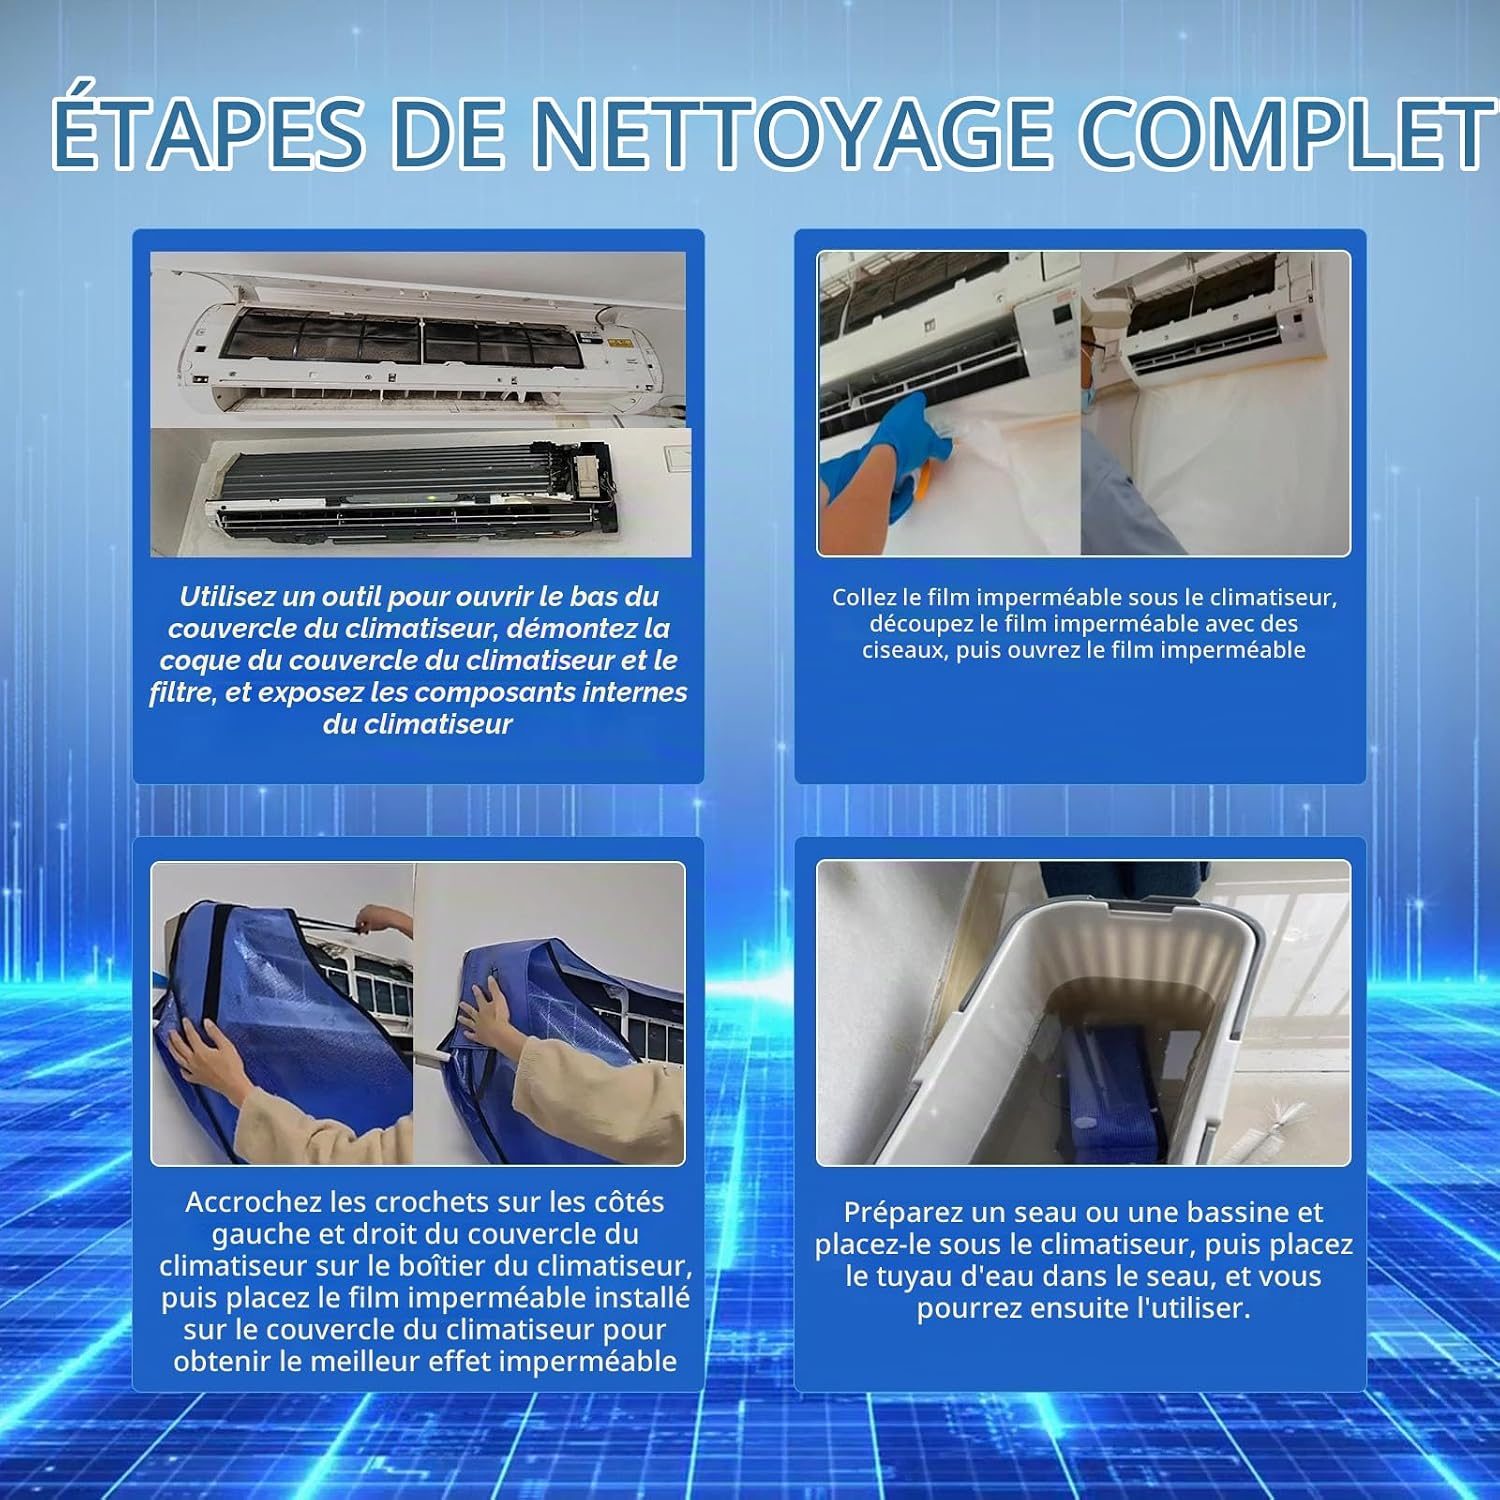 ÉTAPES DE NETTOYAGE COMPLET
Utilisez un outil pour ouvrir le bas du
couvercle du climatiseur, démontez la
coque du couvercle du climatiseur et le
filtre, et exposez les composants internes
du climatiseur
Collez le film imperméable sous le climatiseur,
découpez le film imperméable avec des
ciseaux, puis ouvrez le film imperméable
Accrochez les crochets sur les côtés
gauche et droit du couvercle du
climatiseur sur le boîtier du climatiseur,
puis placez le film imperméable installé
sur le couvercle du climatiseur pour
obtenir le meilleur effet imperméable
Préparez un seau ou une bassine et
placez-le sous le climatiseur, puis placez
le tuyau d'eau dans le seau, et vous
pourrez ensuite l'utiliser.